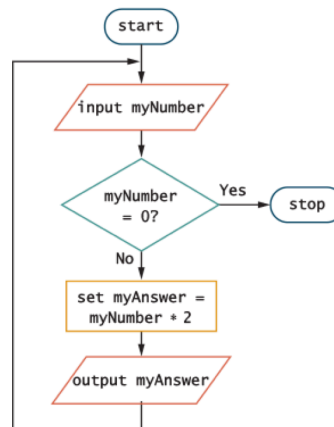 start
input myNumber
myNumber
= 0?
Yes
stop
No
set myAnswer =
myNumber * 2
output myAnswer